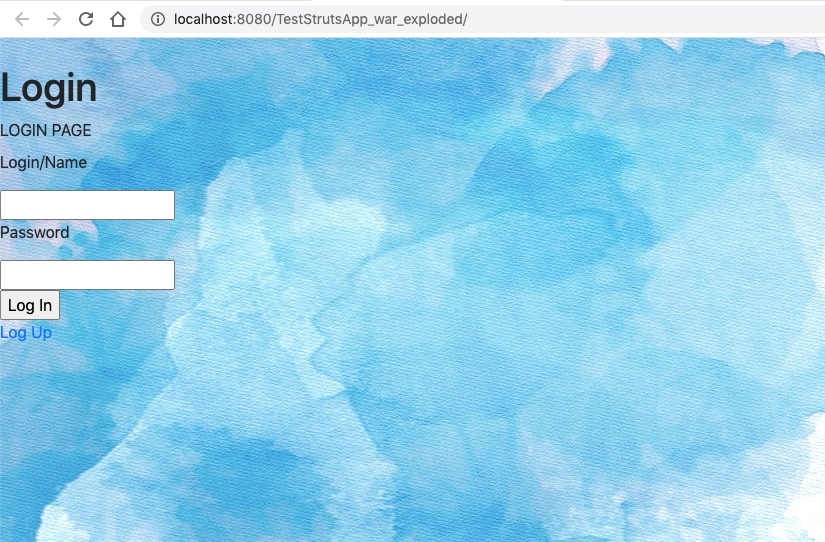 localhost:8080/TestStrutsApp_war_exploded/
Login
LOGIN PAGE
Login/Name
Password
Log In
Log Up